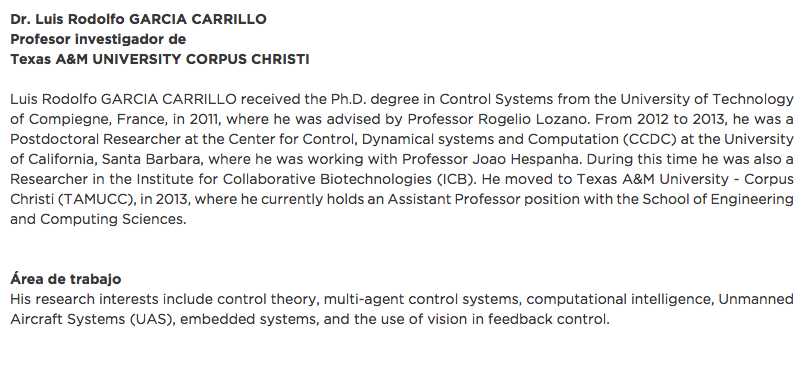 Dr. Luis Rodolfo GARCIA CARRILLO
Profesor investigador de
Texas A&M UNIVERSITY CORPUS CHRISTI
Luis Rodolfo GARCIA CARRILLO received the Ph.D. degree in Control Systems from the University of Technology
of Compiegne, France, in 2011, where he was advised by Professor Rogelio Lozano. From 2012 to 2013, he was a
Postdoctoral Researcher at the Center for Control, Dynamical systems and Computation (CCDC) at the University
of California, Santa Barbara, where he was working with Professor Joao Hespanha. During this time he was also a
Researcher in the Institute for Collaborative Biotechnologies (ICB). He moved to Texas A&M University - Corpus
Christi (TAMUCC), in 2013, where he currently holds an Assistant Professor position with the School of Engineering
and Computing Sciences.
Área de trabajo
His research interests include control theory, multi-agent control systems, computational intelligence, Unmanned
Aircraft Systems (UAS), embedded systems, and the use of vision in feedback control.